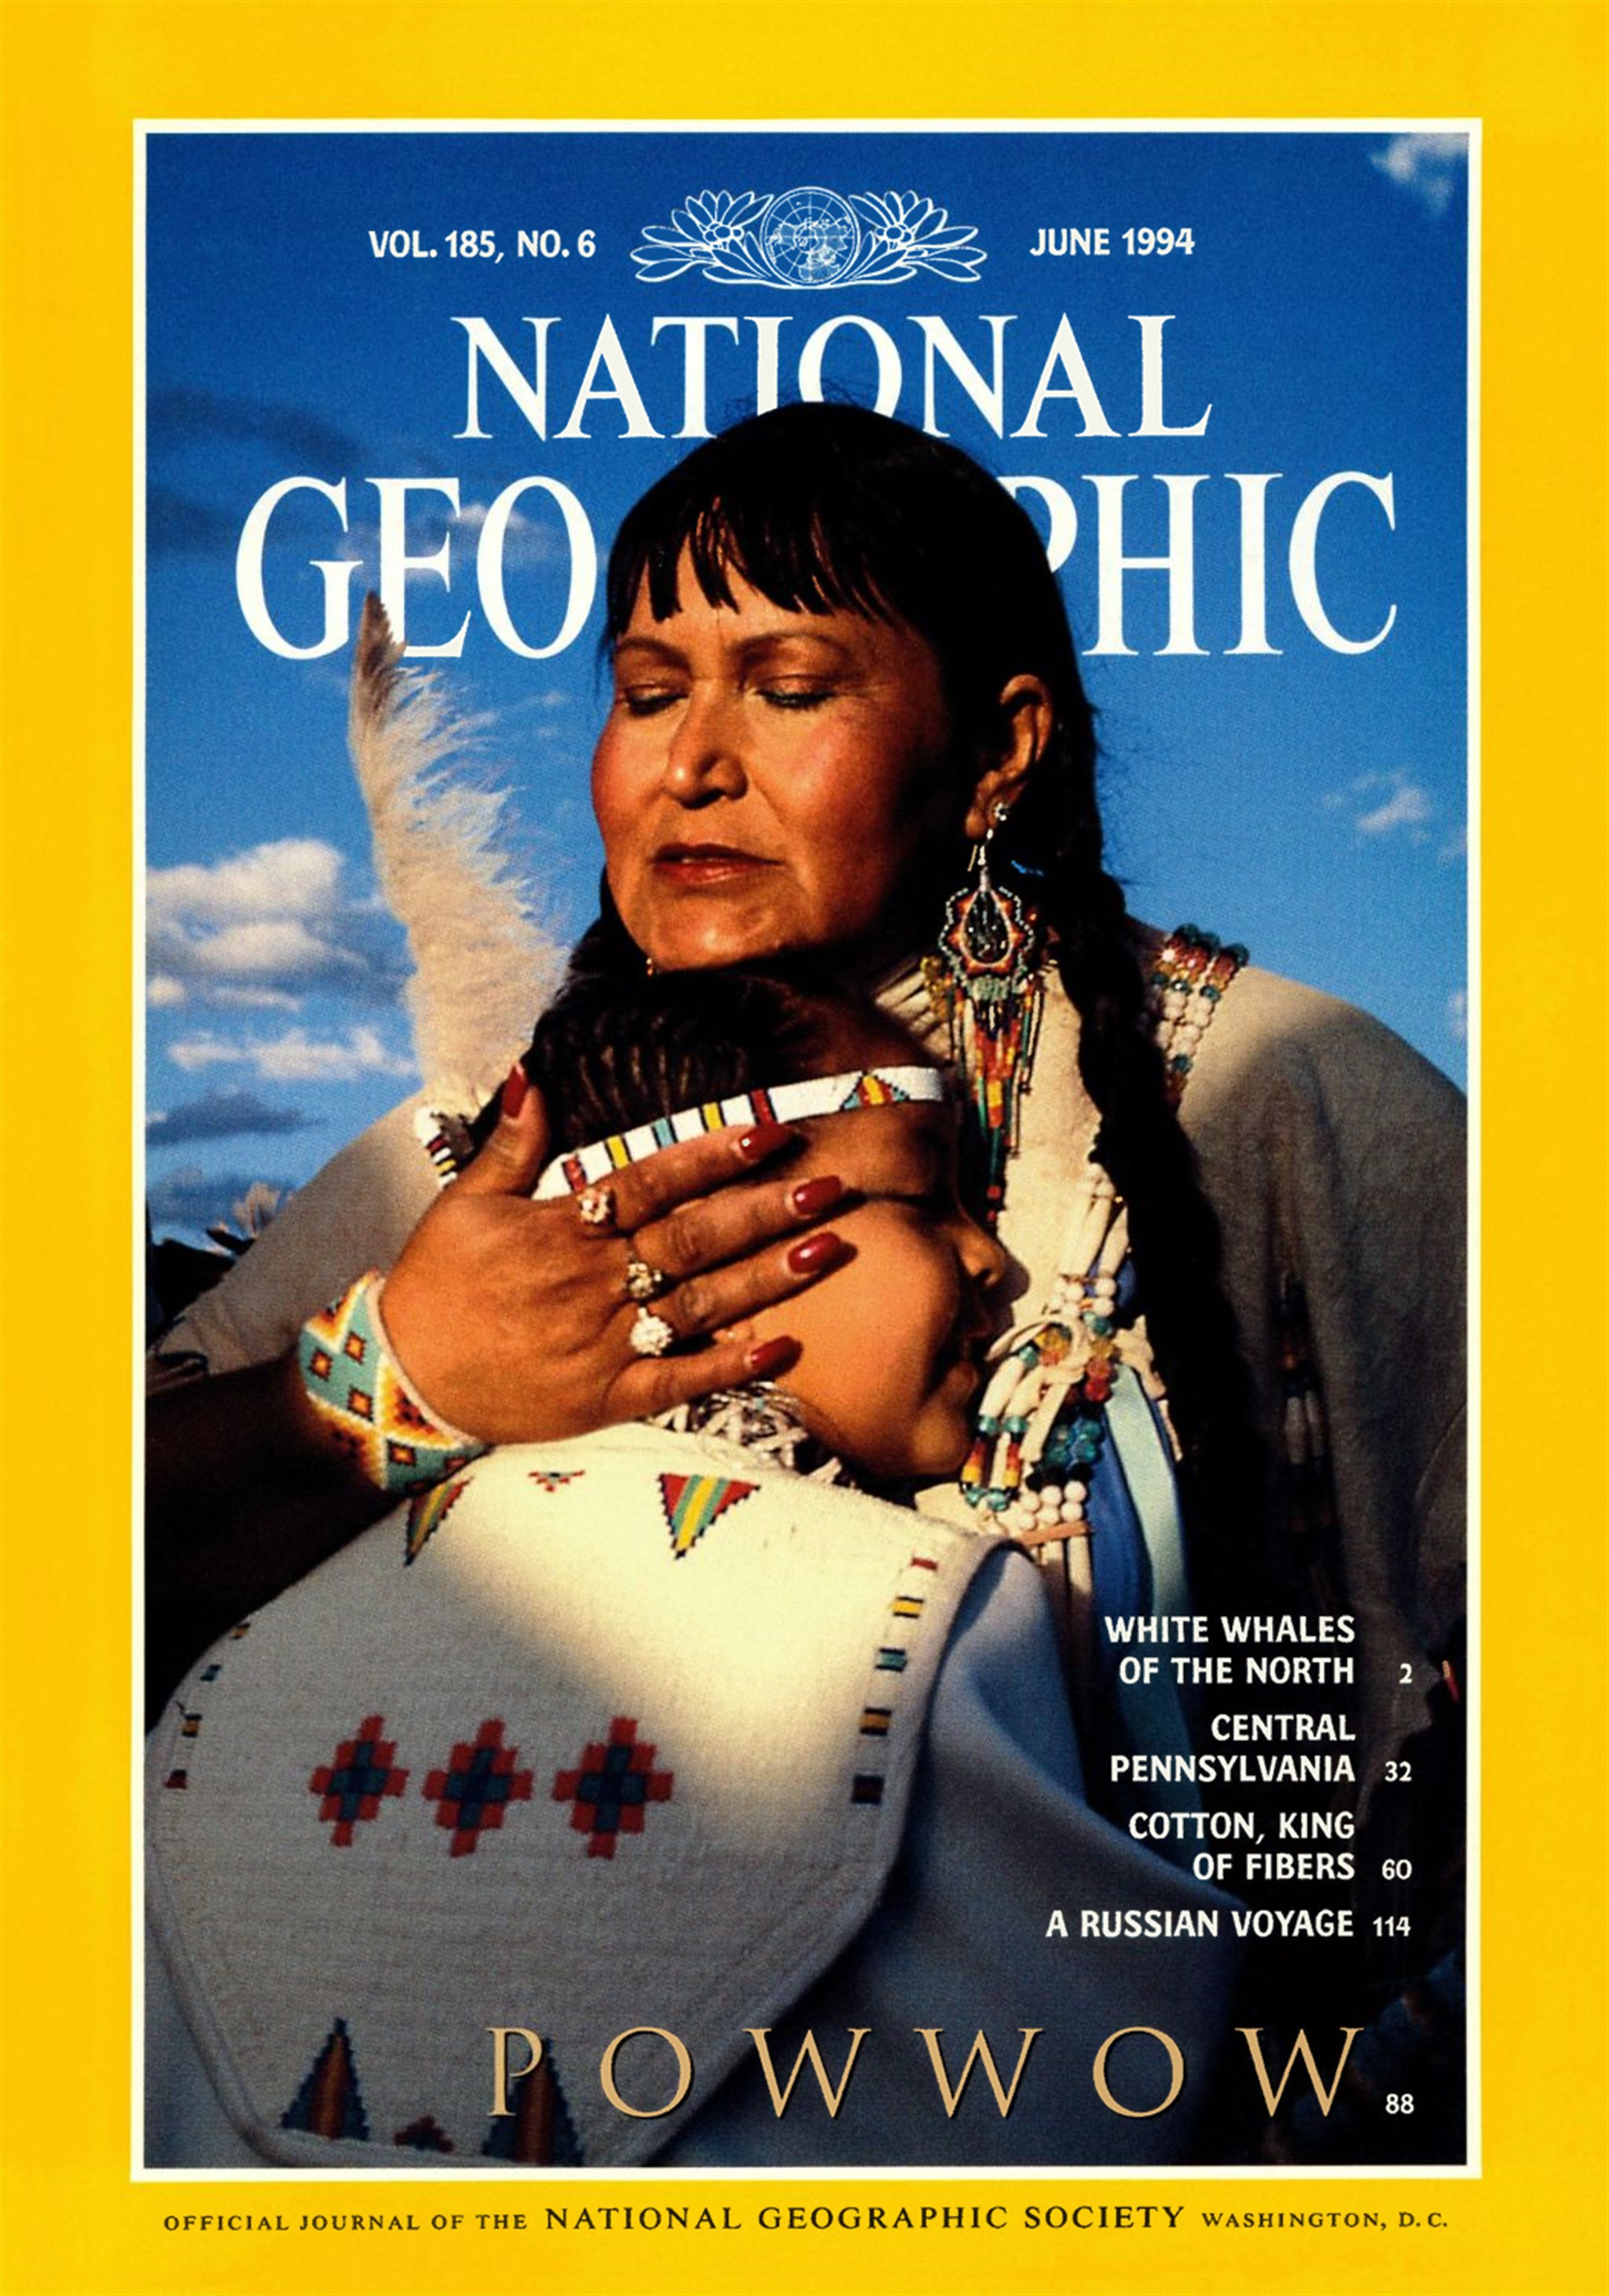 VOL. 185, NO. 6
JUNE 1994
NATIONAL
GEO PHIC
WHITE WHALES
OF THE NORTH 2
CENTRAL
PENNSYLVANIA 32
COTTON, KING
OF FIBERS 60
A RUSSIAN VOYAGE 114
POWWOW 88
OFFICIAL JOURNAL OF THE NATIONAL GEOGRAPHIC SOCIETY WASHINGTON, D.C.